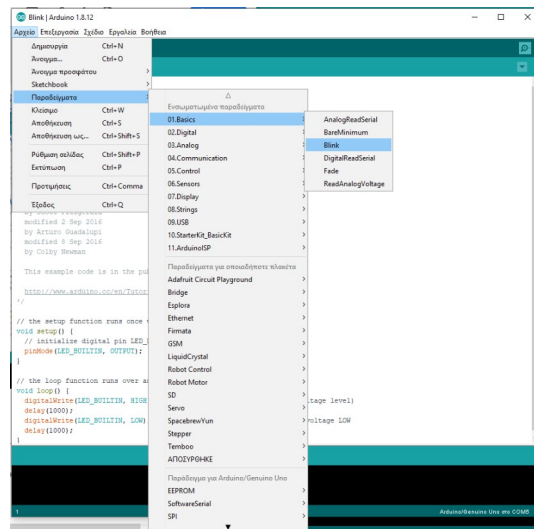 Blink | Arduino 1.8.12
Αρχείο Επεξεργασία Σχέδιο Εργαλεία Βοήθεια
Δημιουργία Ctrl+N
Άνοιγμα... Ctrl+O
Άνοιγμα προσφάτου
Sketchbook
Παραδείγματα
Κλείσιμο Ctrl+W
Αποθήκευση Ctrl+S
Αποθήκευση ως... Ctrl+Shift+S
Ρύθμιση σελίδας Ctrl+Shift+P
Εκτύπωση Ctrl+P
Προτιμήσεις Ctrl+Comma
Έξοδος Ctrl+Q
Ενσωματωμένα παραδείγματα
01.Basics
02.Digital
03.Analog
04.Communication
05.Control
06.Sensors
07.Display
08.Strings
09.USB
10.StarterKit_BasicKit
11.ArduinoISP
Παραδείγματα για οποιαδήποτε πλακέτα
Adafruit Circuit Playground
Bridge
Esplora
Ethernet
Firmata
GSM
LiquidCrystal
Robot Control
Robot Motor
SD
Servo
SpacebrewYun
Stepper
Temboo
ΑΠΟΣΥΡΘΗΚΕ
Παράδειγμα για Arduino/Genuino Uno
EEPROM
SoftwareSerial
SPI
AnalogReadSerial
BareMinimum
Blink
DigitalReadSerial
Fade
ReadAnalogVoltage
modified 2 Sep 2016
by Arturo Guadalupi
modified 8 Sep 2016
by Colby Newman
This example code is in the
http://www.arduino.cc/en/Tutor
*/
// the setup function runs once
void setup() {
// initialize digital pin LED_
pinMode(LED_BUILTIN, OUTPUT);
}
// the loop function runs over
void loop() {
digitalWrite(LED_BUILTIN, HIGH ltage level)
delay(1000);
digitalWrite(LED_BUILTIN, LOW) voltage LOW
delay(1000);
}
1 Arduino/Genuino Uno στο COM8